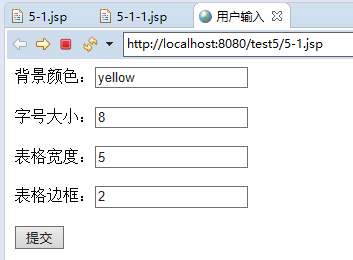 5-1.jsp 5-1-1.jsp 用户输入
http://localhost:8080/test5/5-1.jsp
背景颜色：yellow
字号大小：8
表格宽度：5
表格边框：2
提交